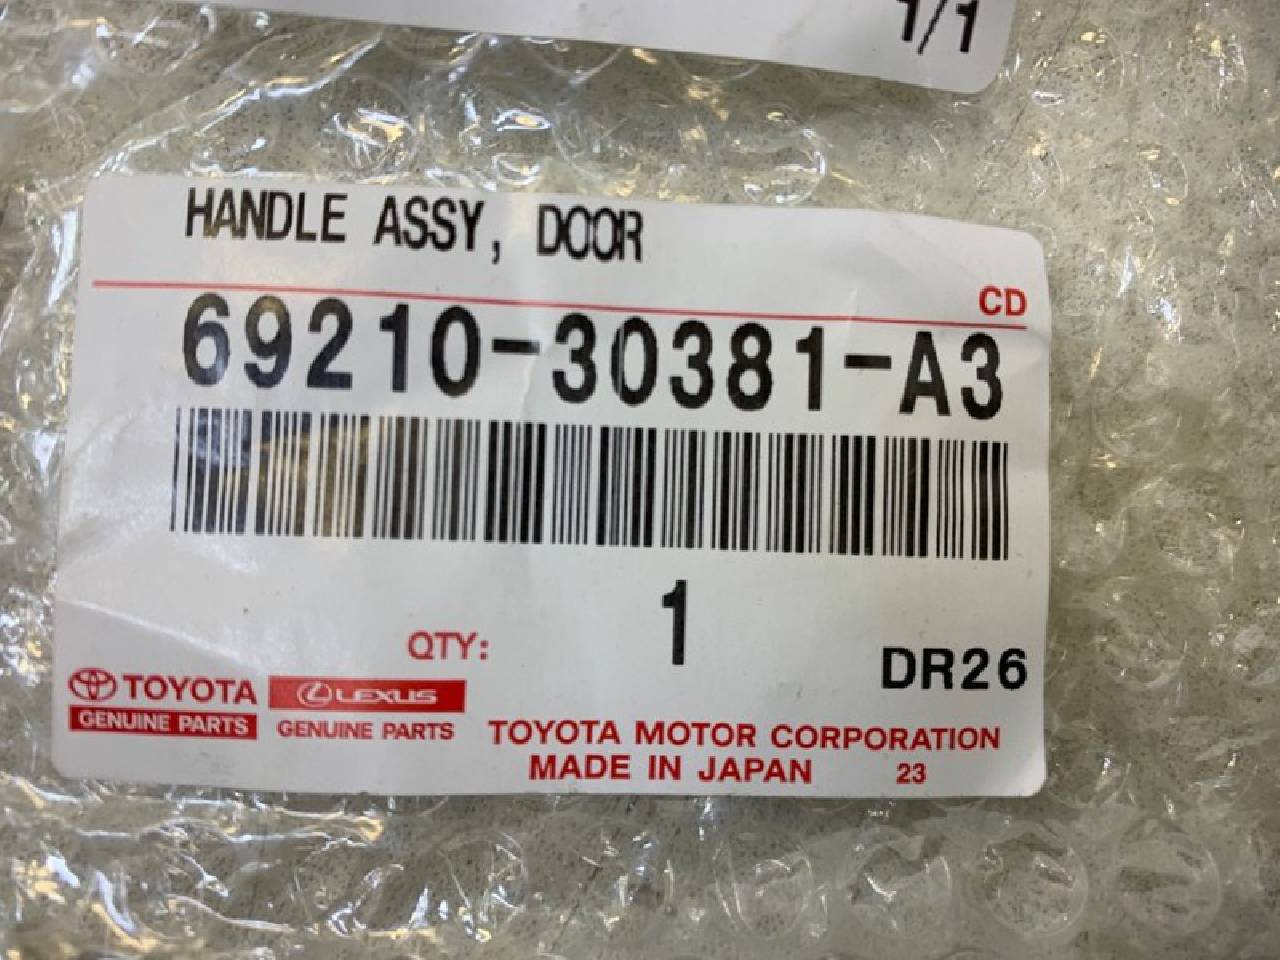 1/1
HANDLE ASSY, DOOR
CD
69210-30381-A3
1
QTY:
DR26
TOYOTA
GENUINE PARTS
LEXUS
GENUINE PARTS
TOYOTA MOTOR CORPORATION
MADE IN JAPAN 23